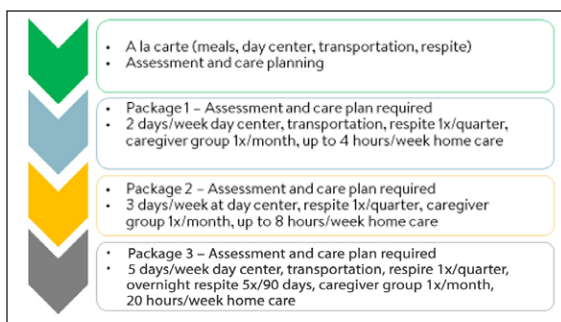 • A la carte (meals, day center, transportation, respite)
• Assessment and care planning
• Package 1 – Assessment and care plan required
• 2 days/week day center, transportation, respite 1x/quarter,
caregiver group 1x/month, up to 4 hours/week home care
• Package 2 – Assessment and care plan required
• 3 days/week at day center, respite 1x/quarter, caregiver
group 1x/month, up to 8 hours/week home care
• Package 3 – Assessment and care plan required
• 5 days/week day center, transportation, respire 1x/quarter,
overnight respite 5x/90 days, caregiver group 1x/month,
20 hours/week home care